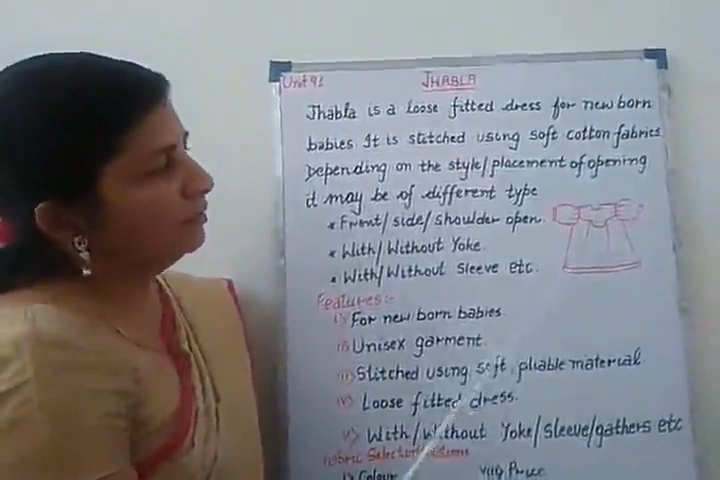 Unit 92
JHABLA
Jhabla is a loose fitted dress for new born
babies It is stitched using soft cotton fabrics
Depending on the style/placement of opening
it may be of different type
* Front/side/shoulder open.
* With/Without Yoke.
* With/Without Sleeve etc.
Features:-
i) For new born babies.
ii) Unisex garment.
iii) Stitched using soft, pliable material
iv) Loose fitted dress.
v) With/Without Yoke/sleeve/gathers etc
Fabric Selection
i) Colour